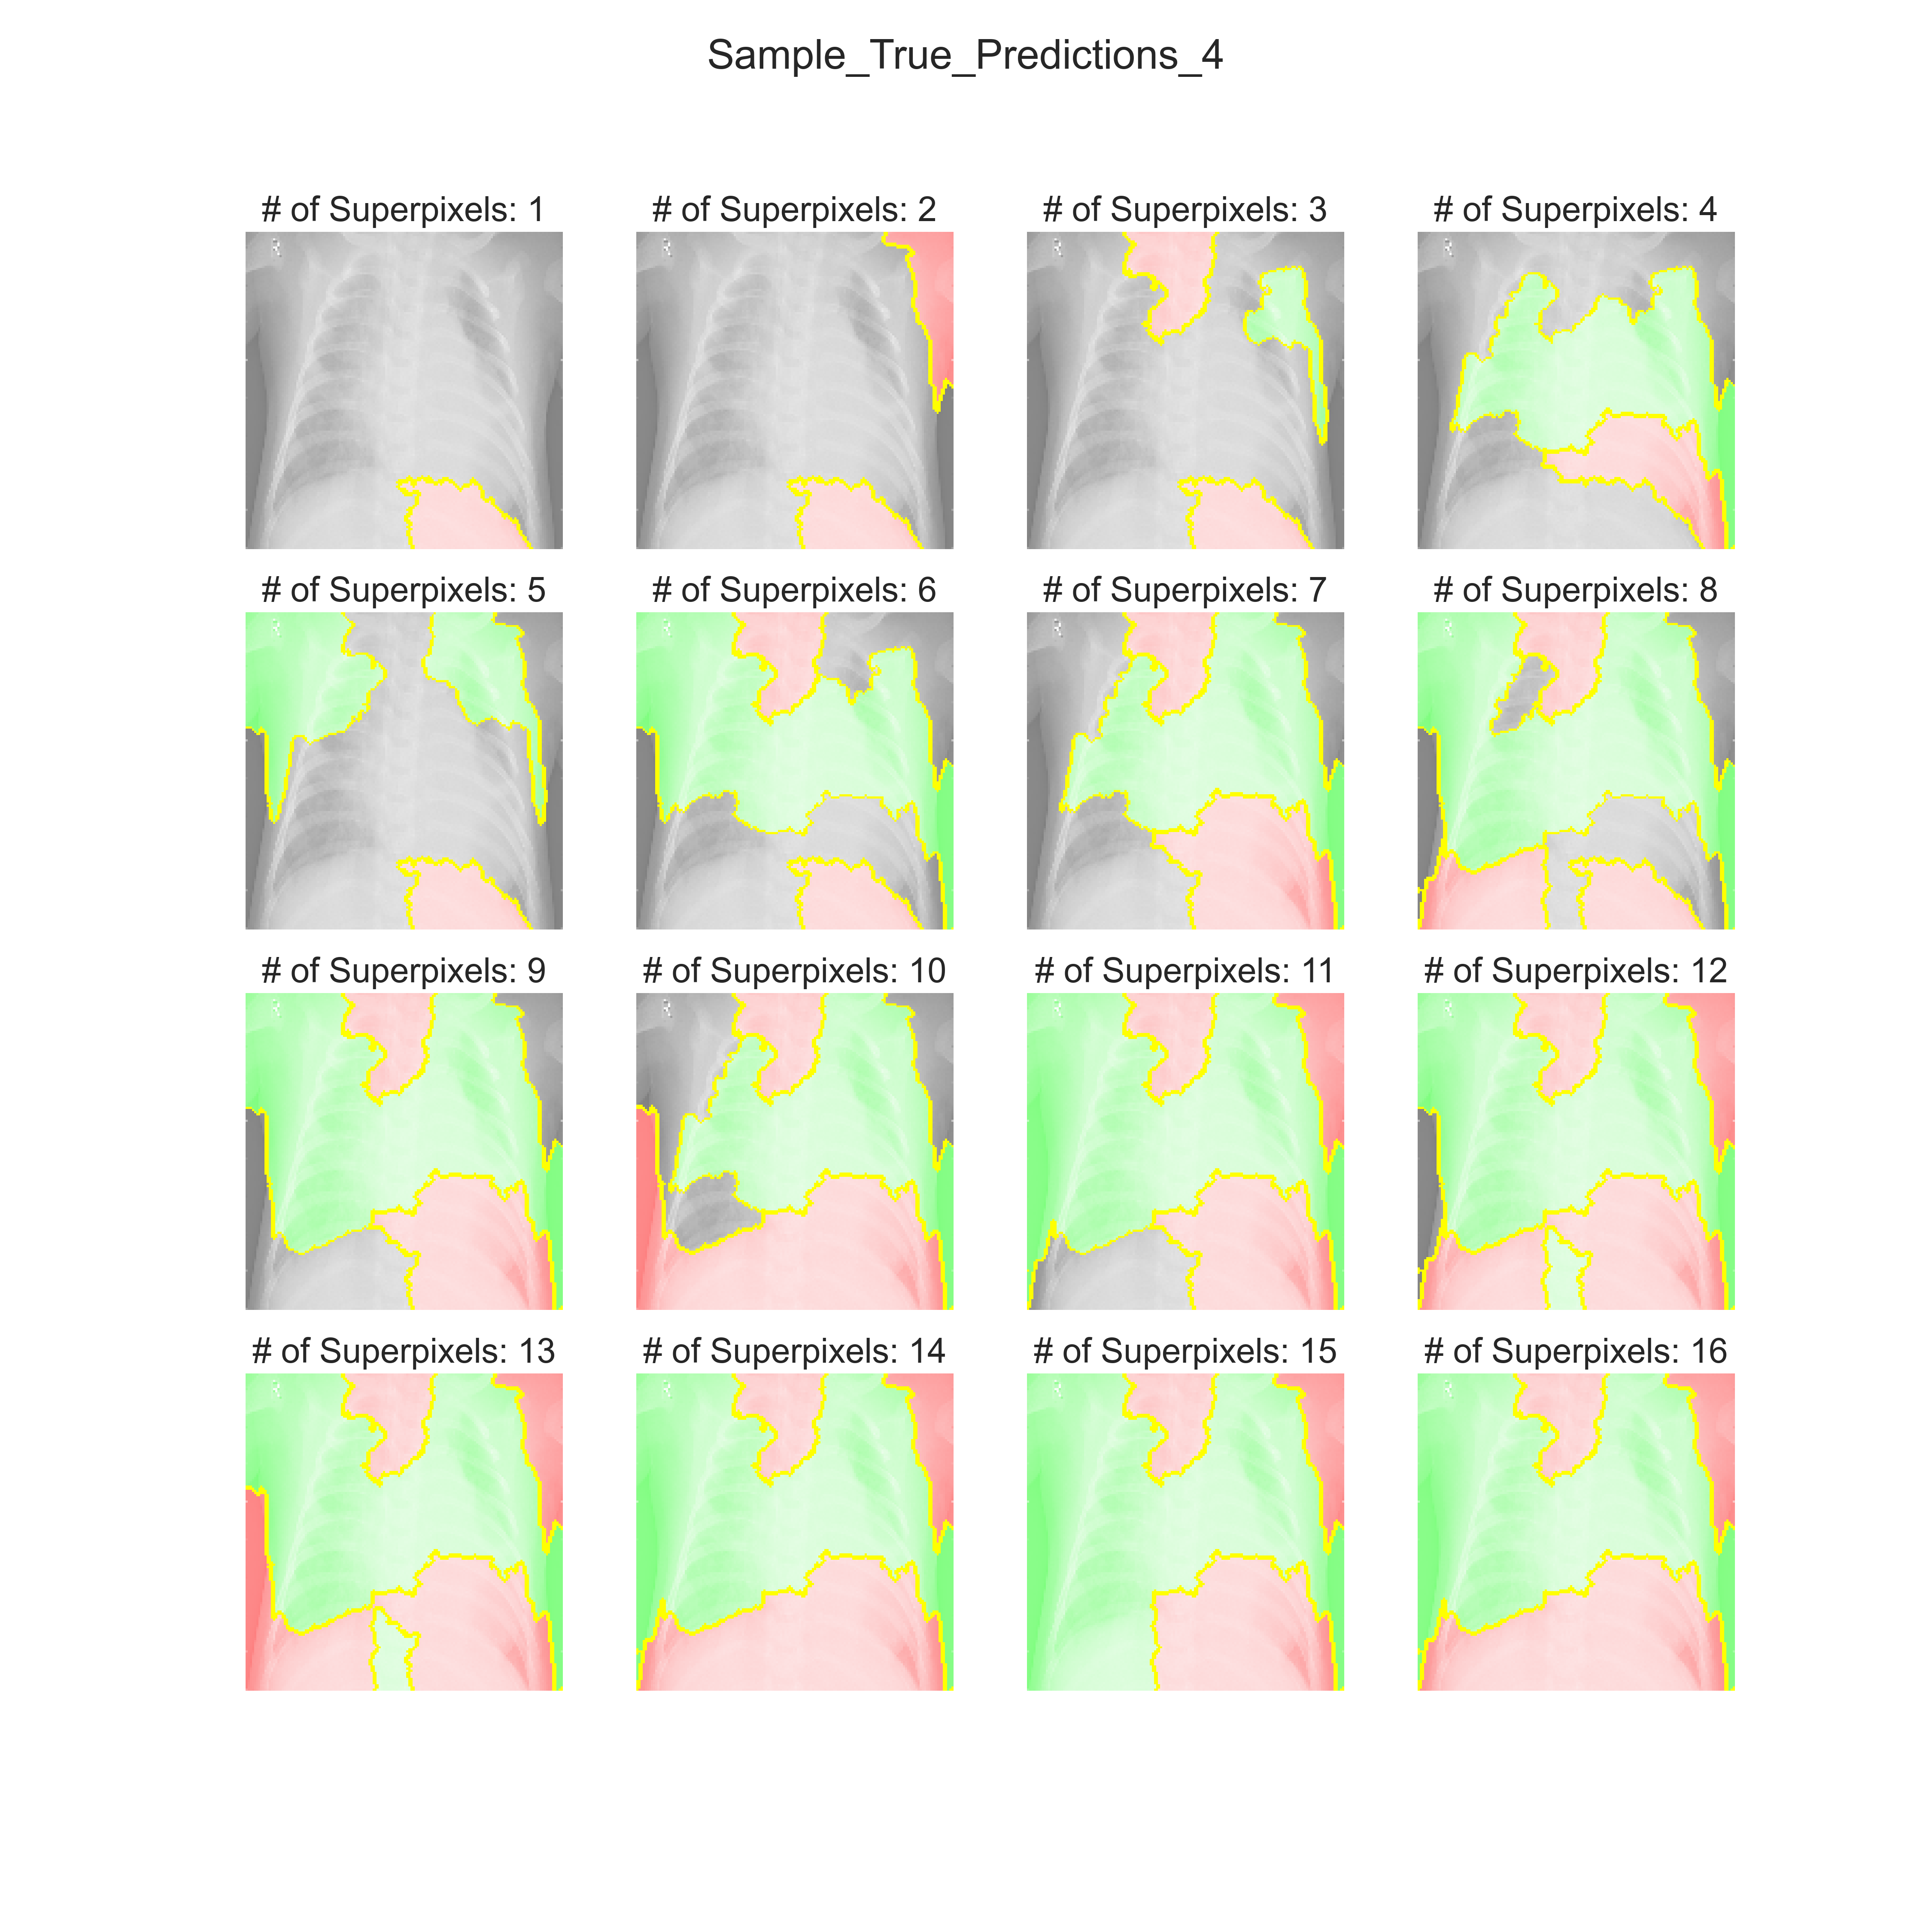 Sample_True_Predictions_4
# of Superpixels: 1
# of Superpixels: 2
# of Superpixels: 3
# of Superpixels: 4
# of Superpixels: 5
# of Superpixels: 6
# of Superpixels: 7
# of Superpixels: 8
# of Superpixels: 9
# of Superpixels: 10
# of Superpixels: 11
# of Superpixels: 12
# of Superpixels: 13
# of Superpixels: 14
# of Superpixels: 15
# of Superpixels: 16